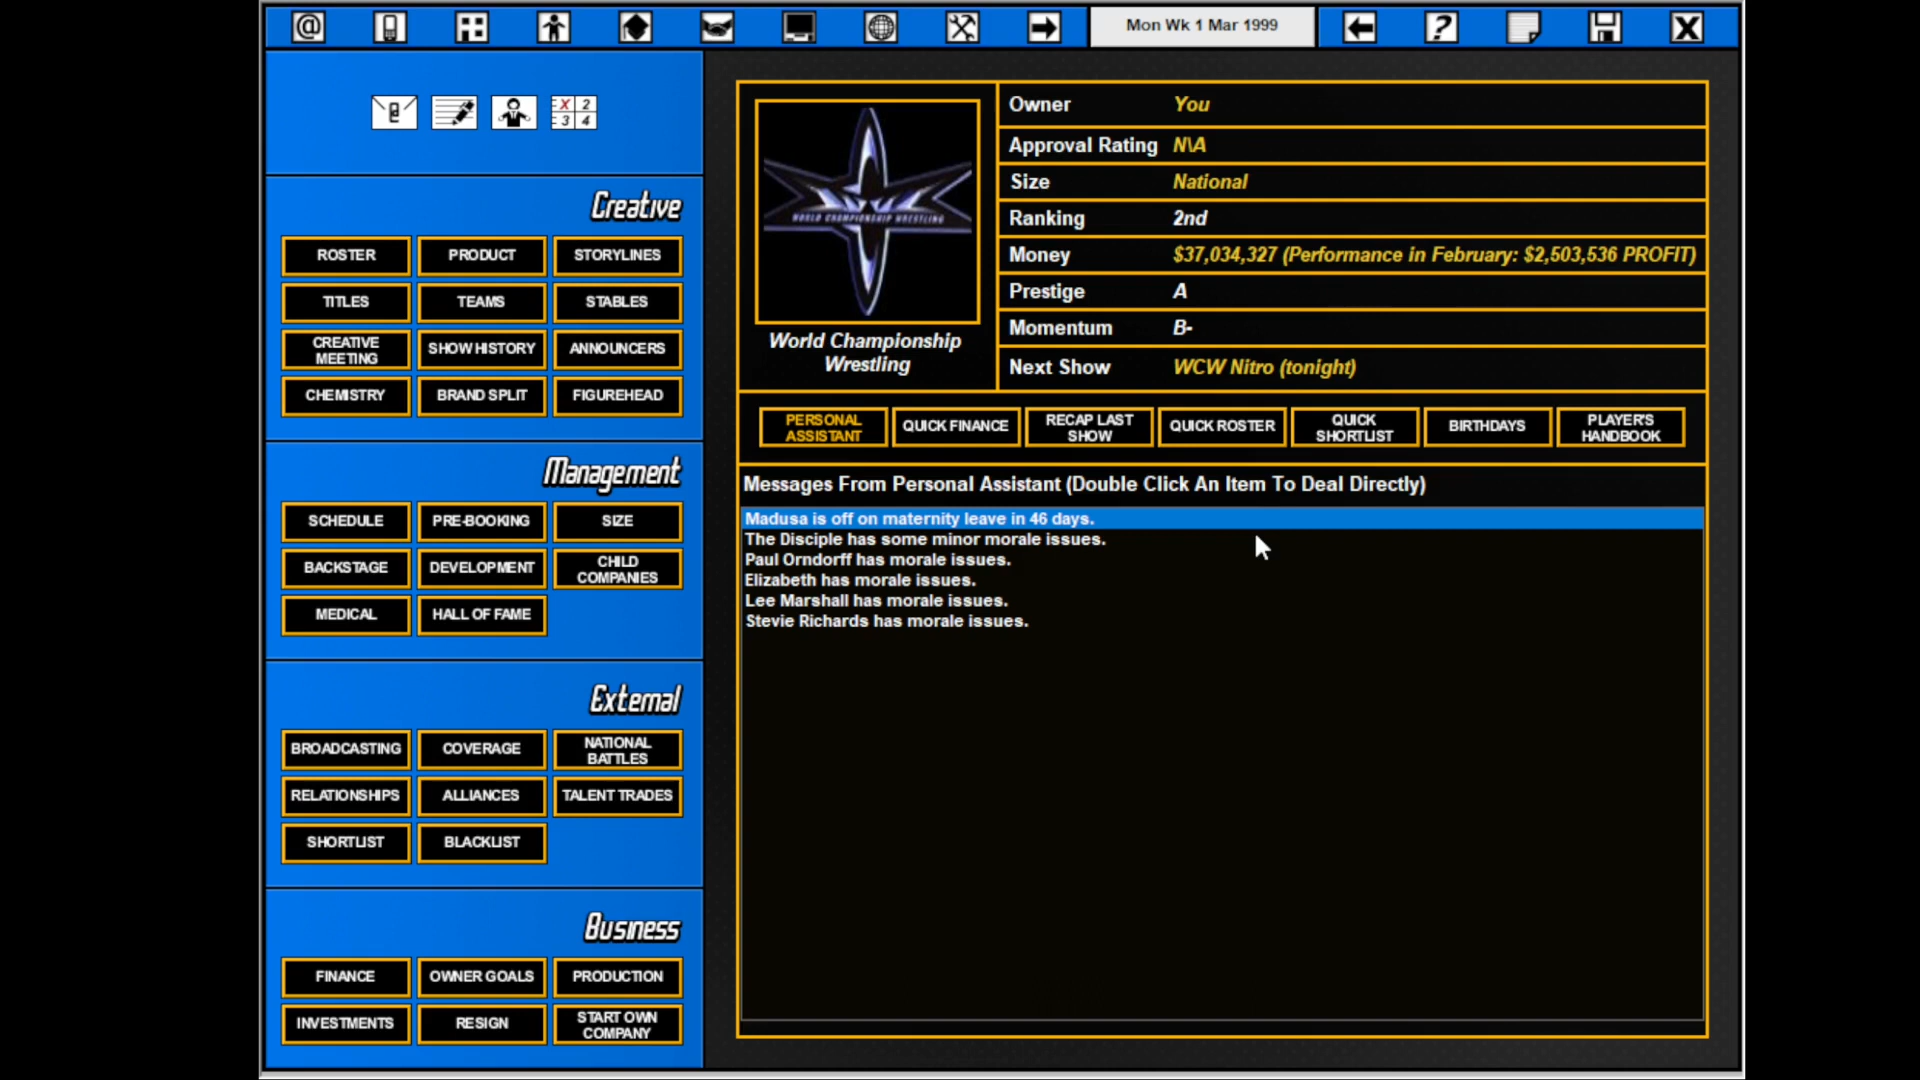 Mon Wk 1 Mar 1999
X 2
3 4
Creative
ROSTER
PRODUCT
STORYLINES
TITLES
TEAMS
STABLES
CREATIVE
MEETING
SHOW HISTORY
ANNOUNCERS
CHEMISTRY
BRAND SPLIT
FIGUREHEAD
Management
SCHEDULE
PRE-BOOKING
SIZE
BACKSTAGE
DEVELOPMENT
CHILD
COMPANIES
MEDICAL
HALL OF FAME
External
BROADCASTING
COVERAGE
NATIONAL
BATTLES
RELATIONSHIPS
ALLIANCES
TALENT TRADES
SHORTLIST
BLACKLIST
Business
FINANCE
OWNER GOALS
PRODUCTION
INVESTMENTS
RESIGN
START OWN
COMPANY
WORLD CHAMPIONSHIP WRESTLING
World Championship
Wrestling
Owner You
Approval Rating N\A
Size National
Ranking 2nd
Money $37,034,327 (Performance in February: $2,503,536 PROFIT)
Prestige A
Momentum B-
Next Show WCW Nitro (tonight)
PERSONAL
ASSISTANT
QUICK FINANCE
RECAP LAST
SHOW
QUICK ROSTER
QUICK
SHORTLIST
BIRTHDAYS
PLAYER'S
HANDBOOK
Messages From Personal Assistant (Double Click An Item To Deal Directly)
Madusa is off on maternity leave in 46 days.
The Disciple has some minor morale issues.
Paul Orndorff has morale issues.
Elizabeth has morale issues.
Lee Marshall has morale issues.
Stevie Richards has morale issues.